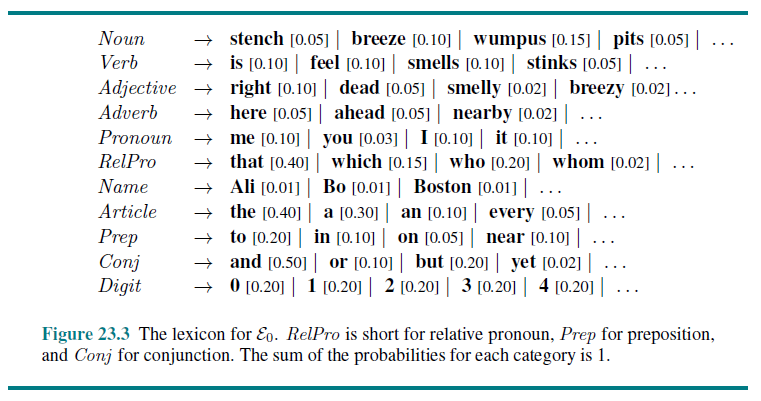 Noun → stench [0.05] | breeze [0.10] | wumpus [0.15] | pits [0.05] | ...
Verb → is [0.10] | feel [0.10] | smells [0.10] | stinks [0.05] | ...
Adjective → right [0.10] | dead [0.05] | smelly [0.02] | breezy [0.02] ...
Adverb → here [0.05] | ahead [0.05] | nearby [0.02] | ...
Pronoun → me [0.10] | you [0.03] | I [0.10] | it [0.10] | ...
RelPro → that [0.40] | which [0.15] | who [0.20] | whom [0.02] | ...
Name → Ali [0.01] | Bo [0.01] | Boston [0.01] | ...
Article → the [0.40] | a [0.30] | an [0.10] | every [0.05] | ...
Prep → to [0.20] | in [0.10] | on [0.05] | near [0.10] | ...
Conj → and [0.50] | or [0.10] | but [0.20] | yet [0.02] | ...
Digit → 0 [0.20] | 1 [0.20] | 2 [0.20] | 3 [0.20] | 4 [0.20] | ...
Figure 23.3 The lexicon for ℰ₀. RelPro is short for relative pronoun, Prep for preposition,
and Conj for conjunction. The sum of the probabilities for each category is 1.